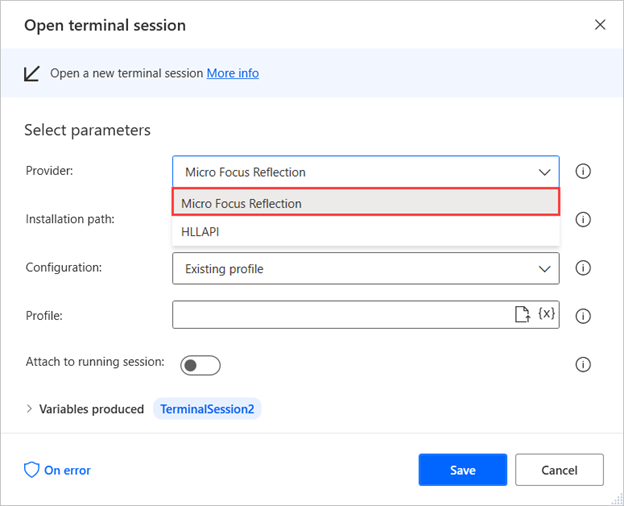 Open terminal session
Open a new terminal session More info
Select parameters
Provider: Micro Focus Reflection
Micro Focus Reflection
Installation path:
HLLAPI
Configuration: Existing profile
Profile: {x}
Attach to running session:
Variables produced TerminalSession2
On error Save Cancel